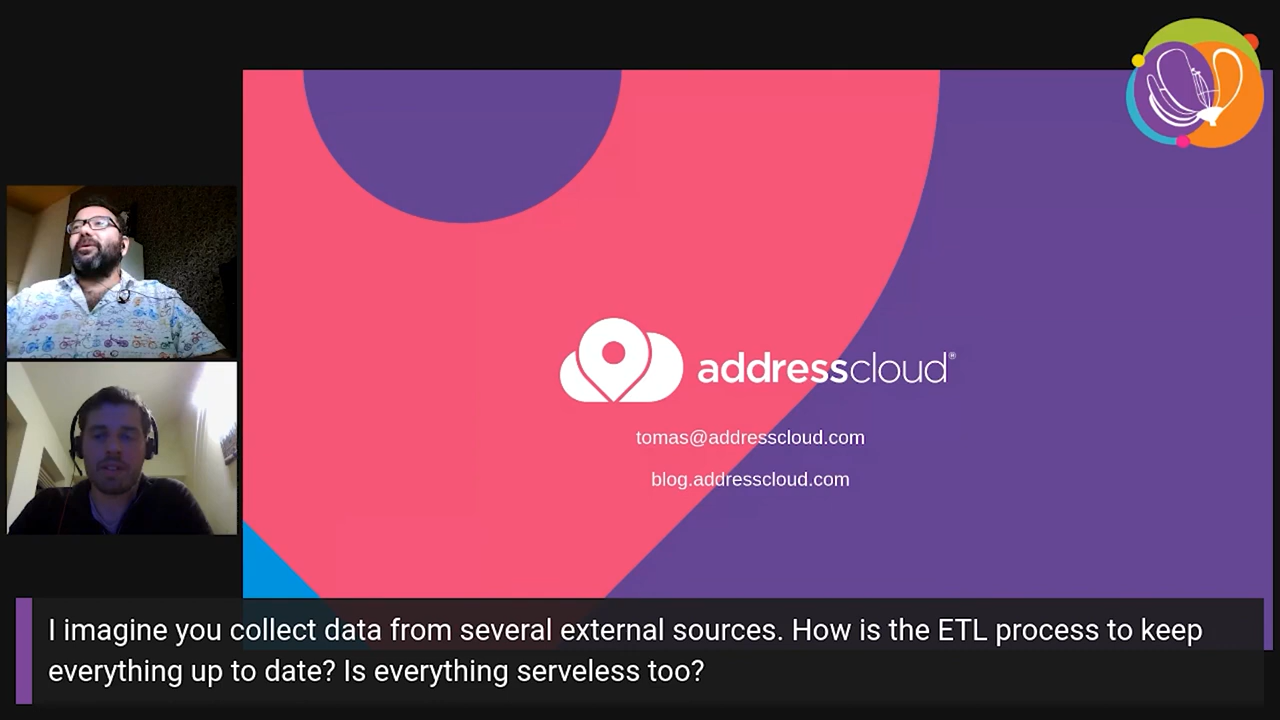 addresscloud®
tomas@addresscloud.com
blog.addresscloud.com
I imagine you collect data from several external sources. How is the ETL process to keep
everything up to date? Is everything serveless too?